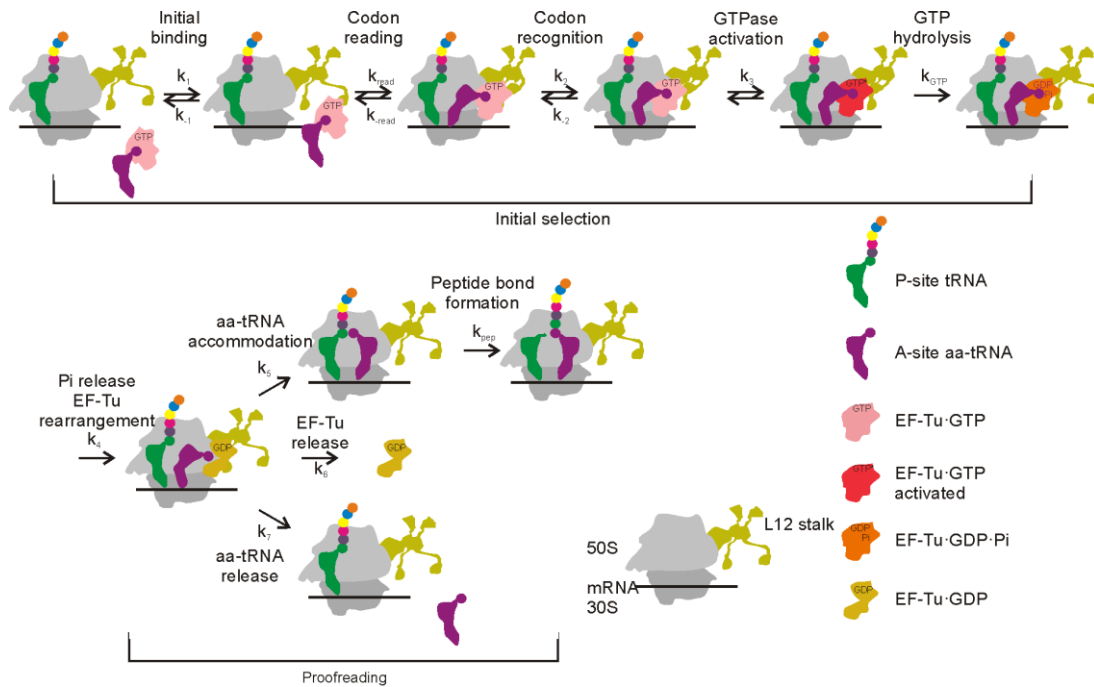 Initial
binding
Codon
reading
Codon
recognition
GTPase
activation
GTP
hydrolysis
k1
k-1
kread
k-read
k2
k-2
k3
kGTP
GTP
GTP
GTP
GTP
GTP*
GDP
Pi
Initial selection
Pi release
EF-Tu
rearrangement
k4
GDP
aa-tRNA
accommodation
k5
Peptide bond
formation
kpep
EF-Tu
release
k6
GDP
k7
aa-tRNA
release
Proofreading
50S
mRNA
30S
L12 stalk
P-site tRNA
A-site aa-tRNA
GTP
EF-Tu·GTP
GTP*
EF-Tu·GTP
activated
GDP
Pi
EF-Tu·GDP·Pi
GDP
EF-Tu·GDP